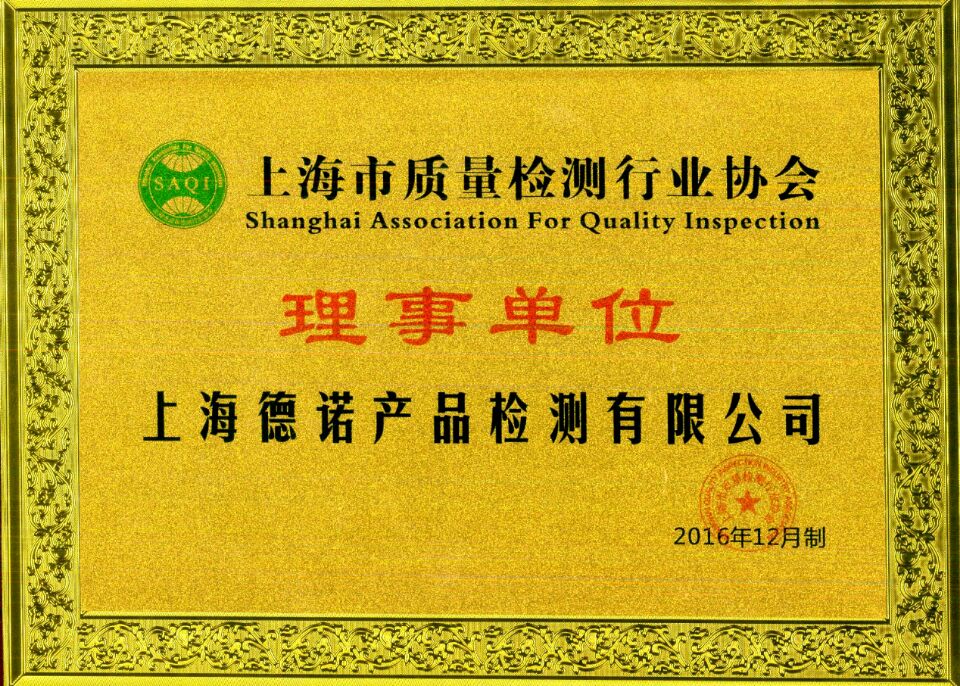 SAQI
上海市质量检测行业协会
Shanghai Association For Quality Inspection
理事单位
上海德诺产品检测有限公司
2016年12月制